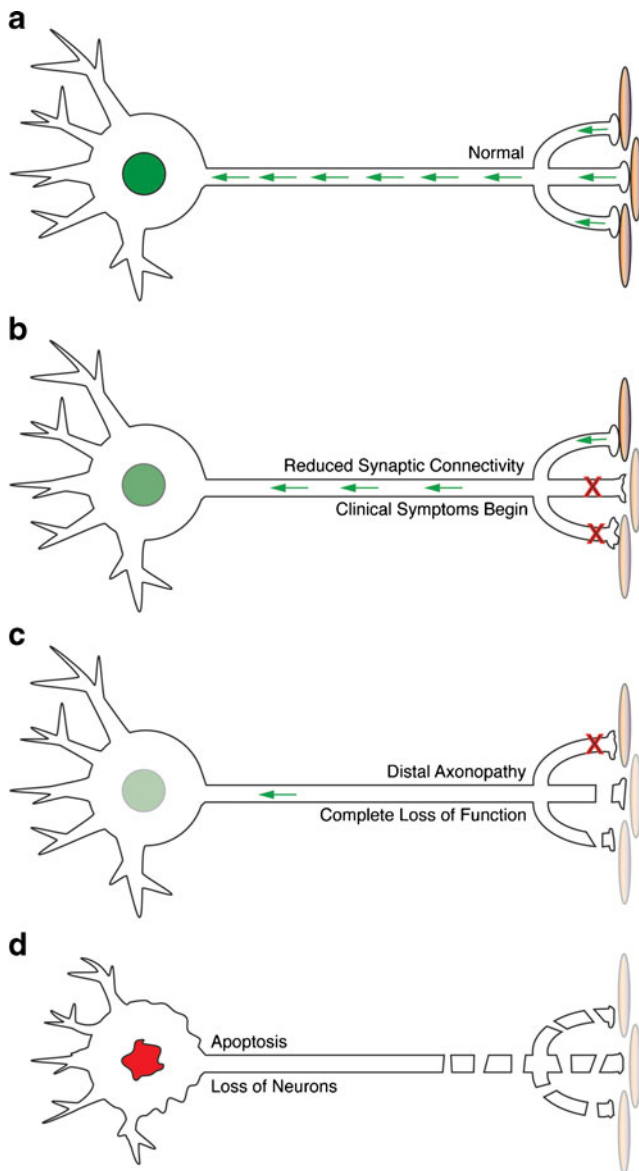 a
Normal
b
Reduced Synaptic Connectivity
X
Clinical Symptoms Begin
X
c
X
Distal Axonopathy
Complete Loss of Function
d
Apoptosis
Loss of Neurons